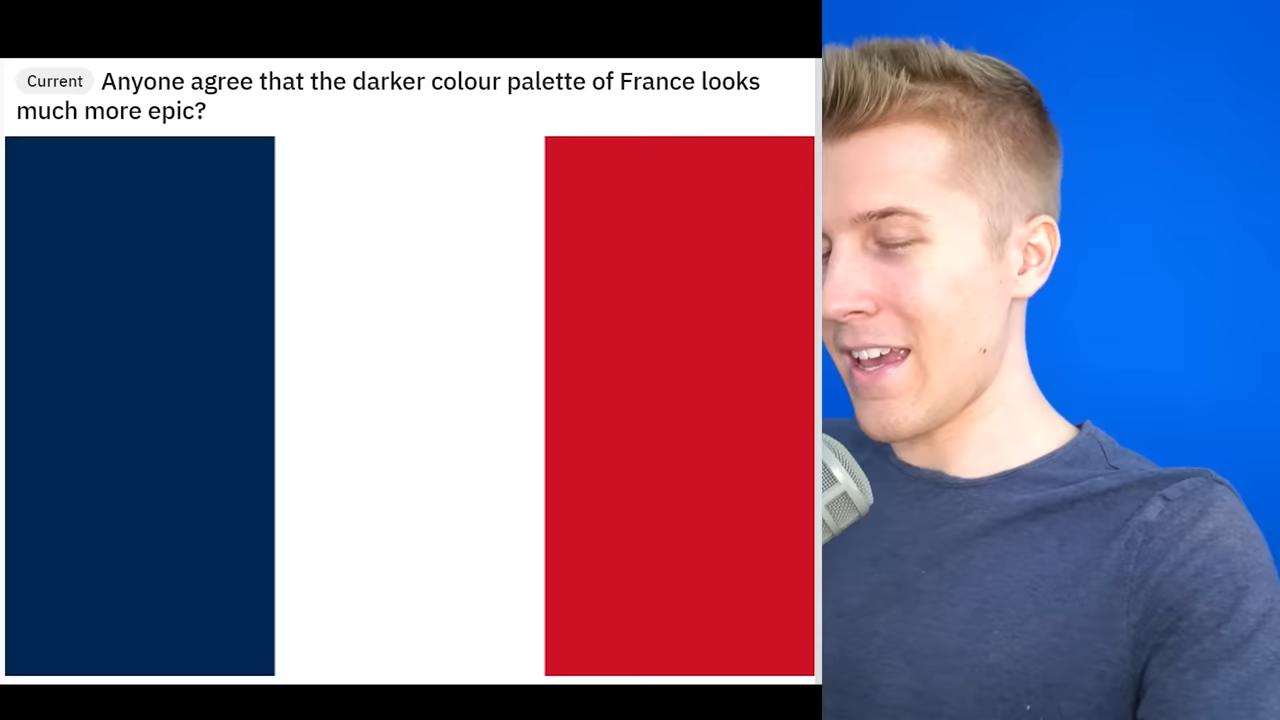 Current Anyone agree that the darker colour palette of France looks
much more epic?